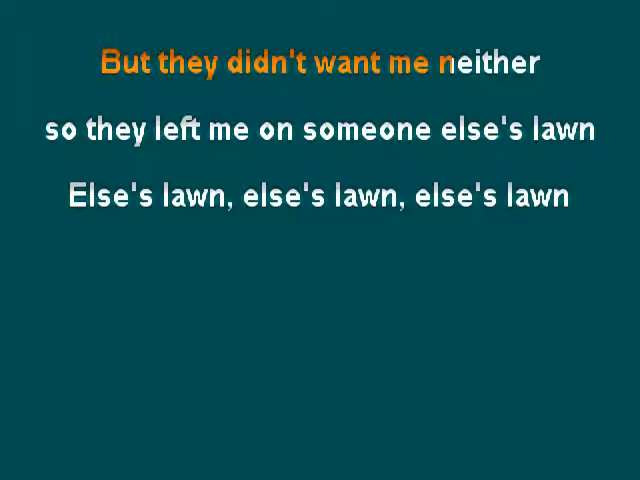 But they didn't want me neither
so they left me on someone else's lawn
Else's lawn, else's lawn, else's lawn